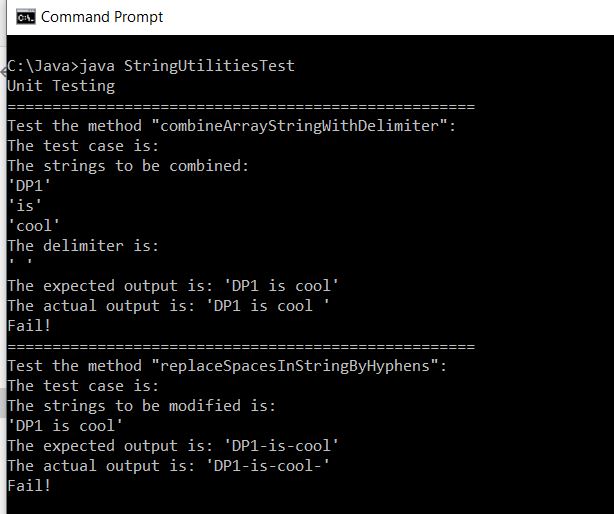 Command Prompt
C:\Java>java StringUtilitiesTest
Unit Testing
====================================================
Test the method "combineArrayStringWithDelimiter":
The test case is:
The strings to be combined:
'DP1'
'is'
'cool'
The delimiter is:
' '
The expected output is: 'DP1 is cool'
The actual output is: 'DP1 is cool '
Fail!
====================================================
Test the method "replaceSpacesInStringByHyphens":
The test case is:
The strings to be modified is:
'DP1 is cool'
The expected output is: 'DP1-is-cool'
The actual output is: 'DP1-is-cool-'
Fail!